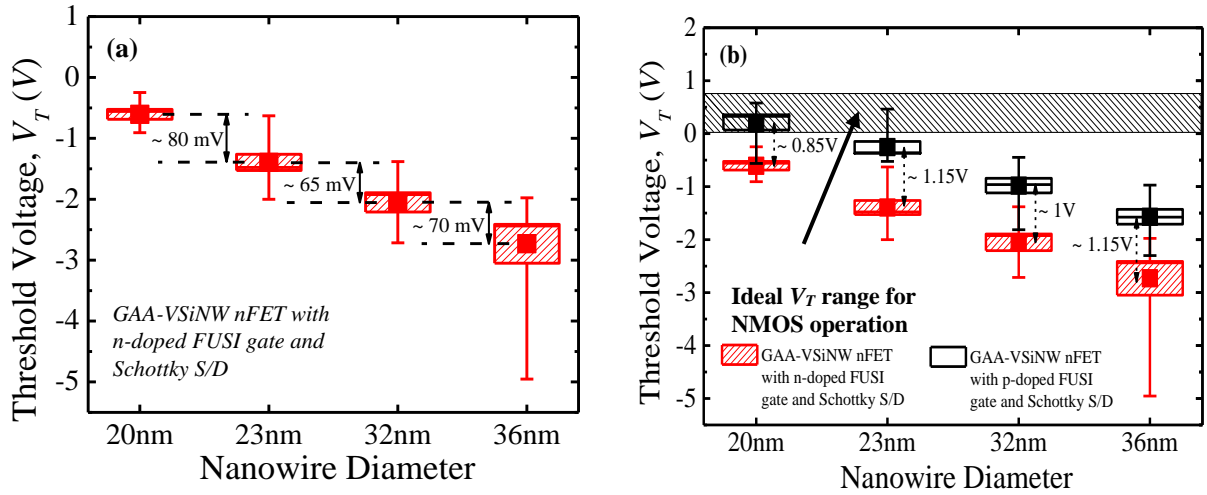 (a)
Threshold Voltage, V_T (V)
1
0
-1
-2
-3
-4
-5
~ 80 mV
~ 65 mV
~ 70 mV
GAA-VSiNW nFET with
n-doped FUSI gate and
Schottky S/D
20nm 23nm 32nm 36nm
Nanowire Diameter
(b)
Threshold Voltage, V_T (V)
2
1
0
-1
-2
-3
-4
-5
~ 0.85V
~ 1.15V
~ 1V
~ 1.15V
Ideal V_T range for
NMOS operation
GAA-VSiNW nFET
with n-doped FUSI
gate and Schottky S/D
GAA-VSiNW nFET
with p-doped FUSI
gate and Schottky S/D
20nm 23nm 32nm 36nm
Nanowire Diameter